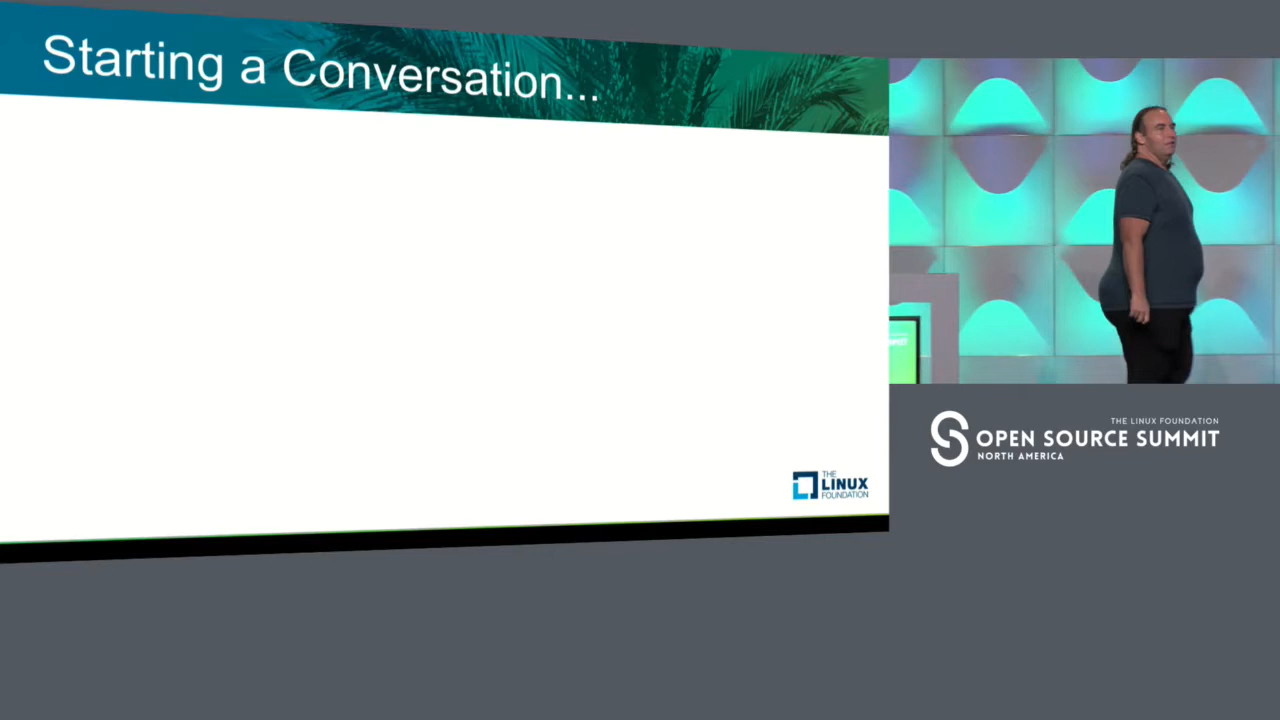 Starting a Conversation...
THE
LINUX
FOUNDATION
THE LINUX FOUNDATION
OPEN SOURCE SUMMIT
NORTH AMERICA